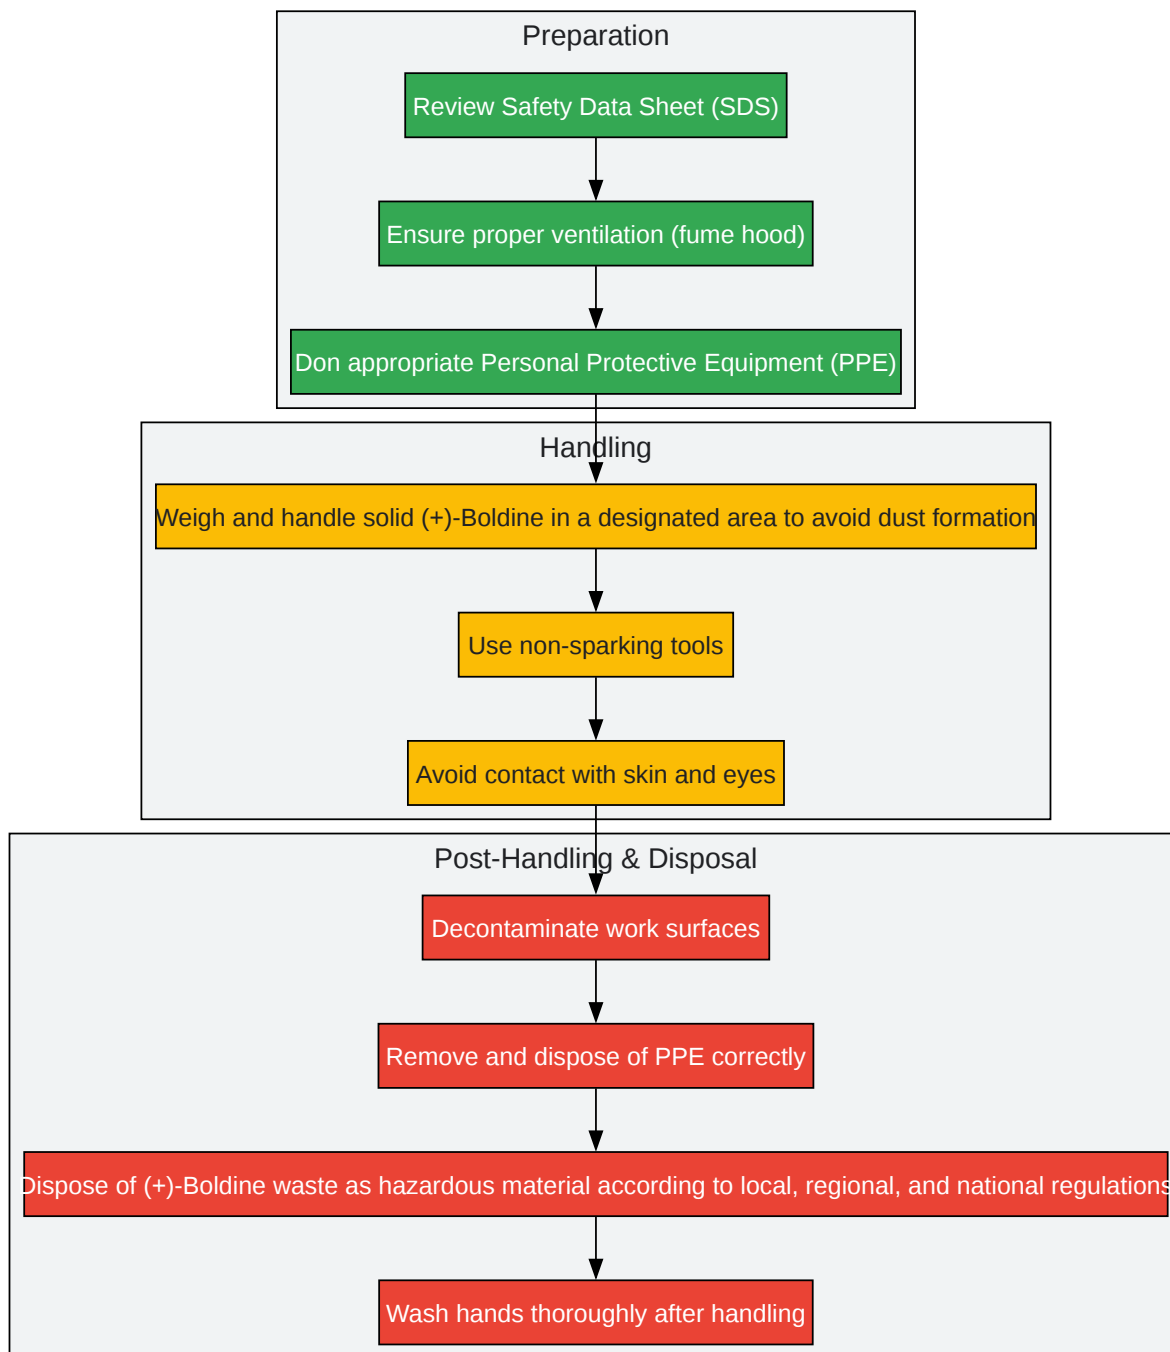 Preparation
Review Safety Data Sheet (SDS)
Ensure proper ventilation (fume hood)
Don appropriate Personal Protective Equipment (PPE)
Handling
Weigh and handle solid (+)-Boldine in a designated area to avoid dust formation
Use non-sparking tools
Avoid contact with skin and eyes
Post-Handling & Disposal
Decontaminate work surfaces
Remove and dispose of PPE correctly
Dispose of (+)-Boldine waste as hazardous material according to local, regional, and national regulations
Wash hands thoroughly after handling